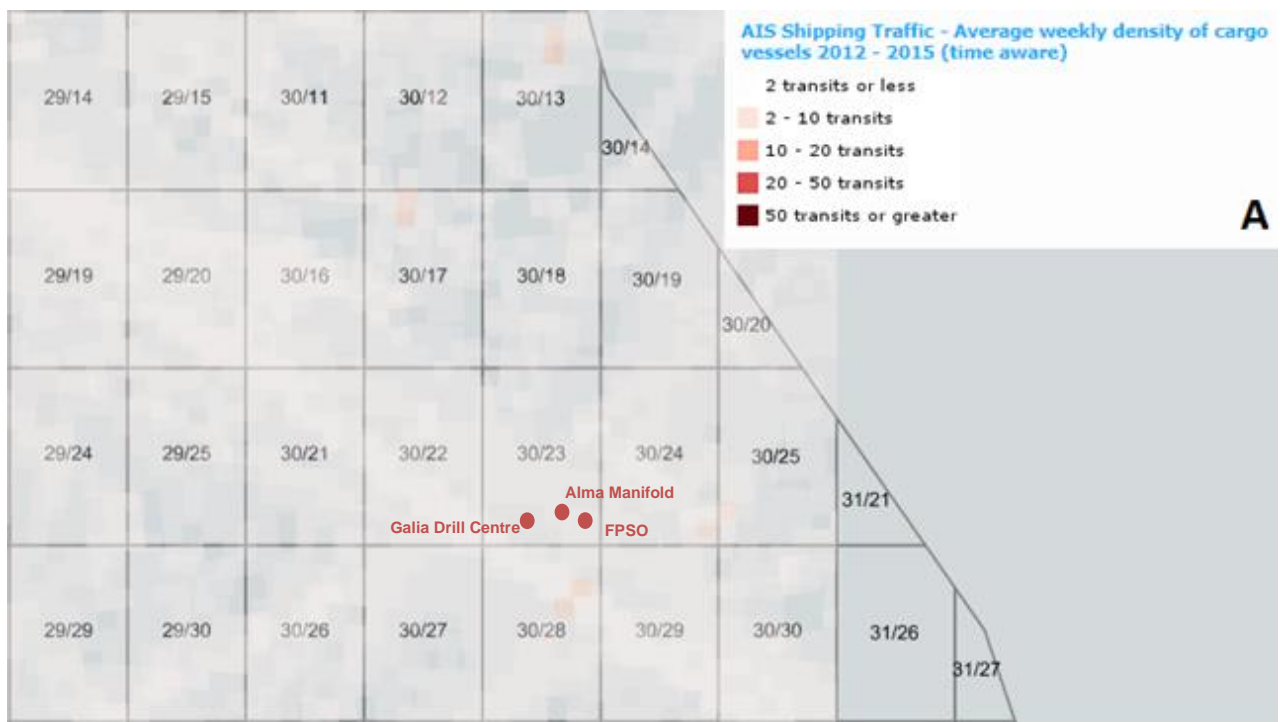 AIS Shipping Traffic - Average weekly density of cargo
vessels 2012 - 2015 (time aware)
2 transits or less
2 - 10 transits
10 - 20 transits
20 - 50 transits
50 transits or greater
A
29/14
29/15
30/11
30/12
30/13
30/14
29/19
29/20
30/16
30/17
30/18
30/19
30/20
29/24
29/25
30/21
30/22
30/23
30/24
30/25
31/21
Alma Manifold
Galia Drill Centre
FPSO
29/29
29/30
30/26
30/27
30/28
30/29
30/30
31/26
31/27